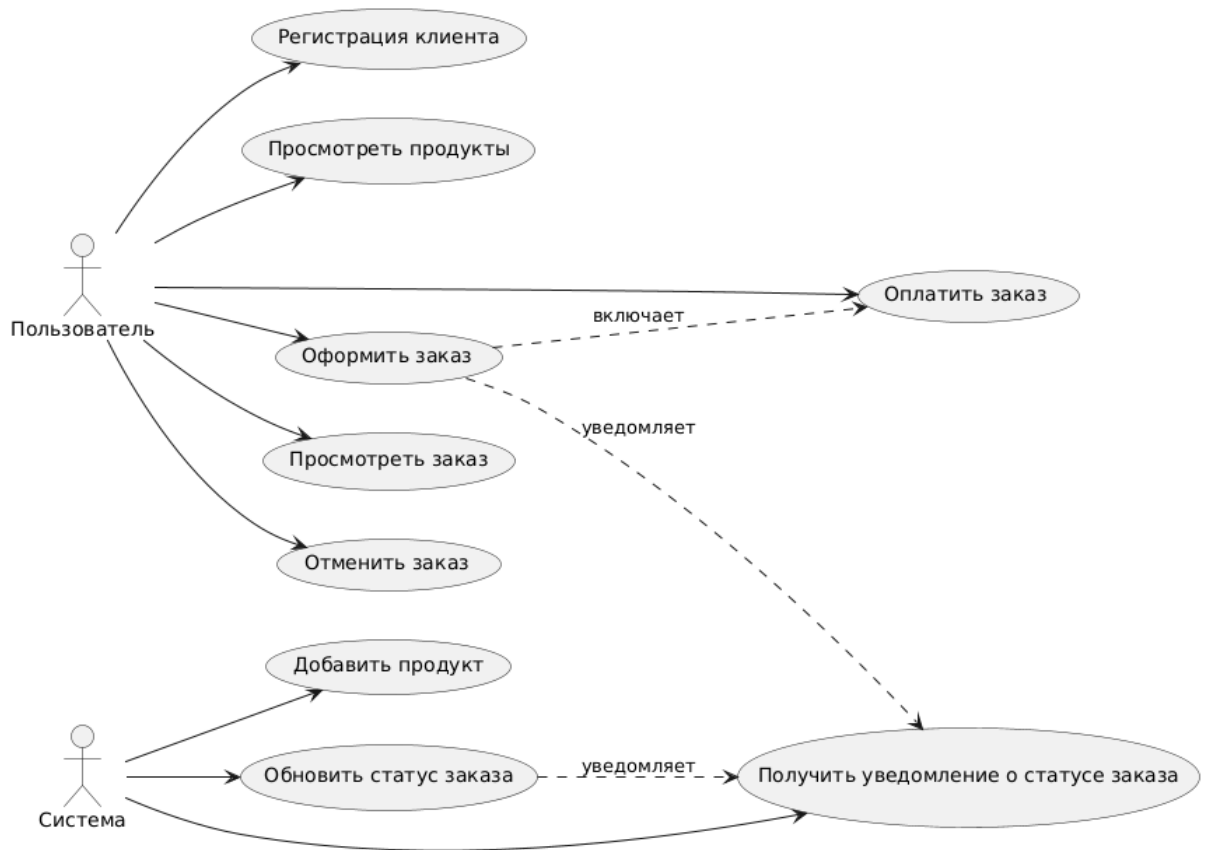 Регистрация клиента
Просмотреть продукты
Оплатить заказ
включает
Пользователь
Оформить заказ
уведомляет
Просмотреть заказ
Отменить заказ
Добавить продукт
уведомляет
Обновить статус заказа
Получить уведомление о статусе заказа
Система